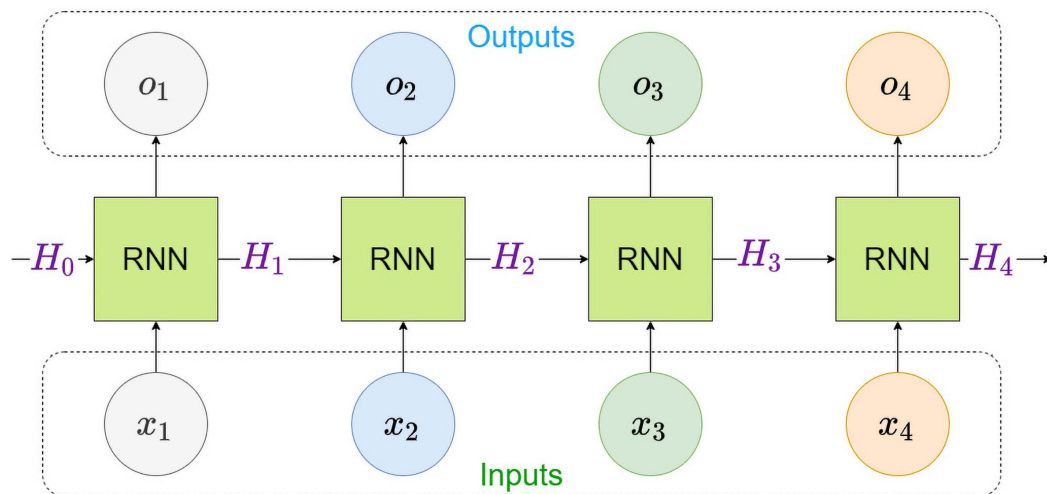 Outputs
o₁ o₂ o₃ o₄
H₀ RNN H₁ RNN H₂ RNN H₃ RNN H₄
x₁ x₂ x₃ x₄
Inputs